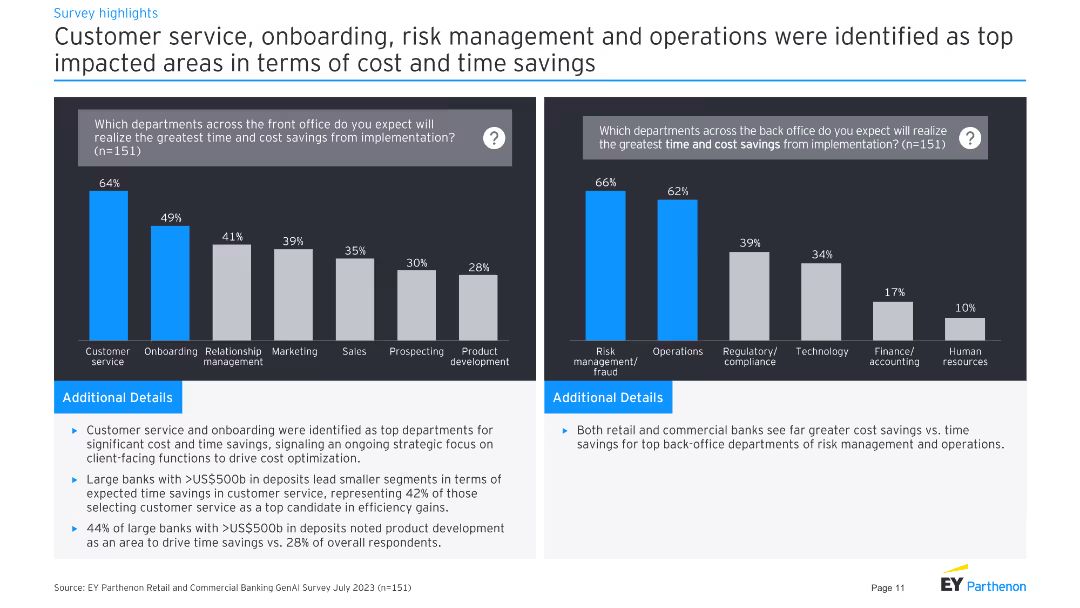 Survey highlights
Customer service, onboarding, risk management and operations were identified as top
impacted areas in terms of cost and time savings
Which departments across the front office do you expect will
realize the greatest time and cost savings from implementation?
(n=151)
?
64%
49%
41%
39%
35%
30%
28%
Customer
service
Onboarding
Relationship
management
Marketing
Sales
Prospecting
Product
development
Additional Details
Customer service and onboarding were identified as top departments for
significant cost and time savings, signaling an ongoing strategic focus on
client-facing functions to drive cost optimization.
Large banks with >US$500b in deposits lead smaller segments in terms of
expected time savings in customer service, representing 42% of those
selecting customer service as a top candidate in efficiency gains.
44% of large banks with >US$500b in deposits noted product development
as an area to drive time savings vs. 28% of overall respondents.
Which departments across the back office do you expect will realize
the greatest time and cost savings from implementation? (n=151)
?
66%
62%
39%
34%
17%
10%
Risk
management/
fraud
Operations
Regulatory/
compliance
Technology
Finance/
accounting
Human
resources
Additional Details
Both retail and commercial banks see far greater cost savings vs. time
savings for top back-office departments of risk management and operations.
Source: EY Parthenon Retail and Commercial Banking GenAI Survey July 2023 (n=151)
Page 11
EY Parthenon